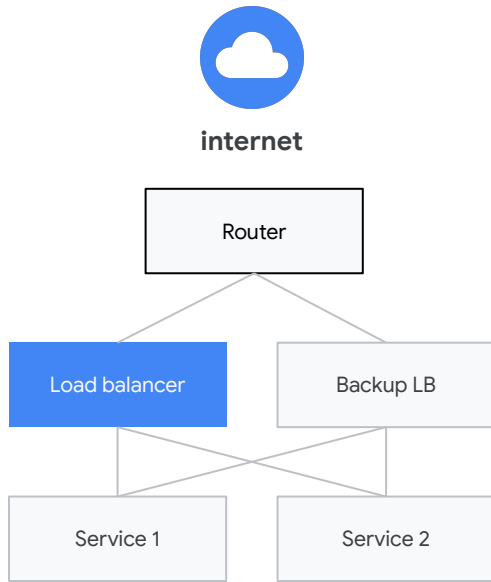 internet
Router
Load balancer
Backup LB
Service 1
Service 2